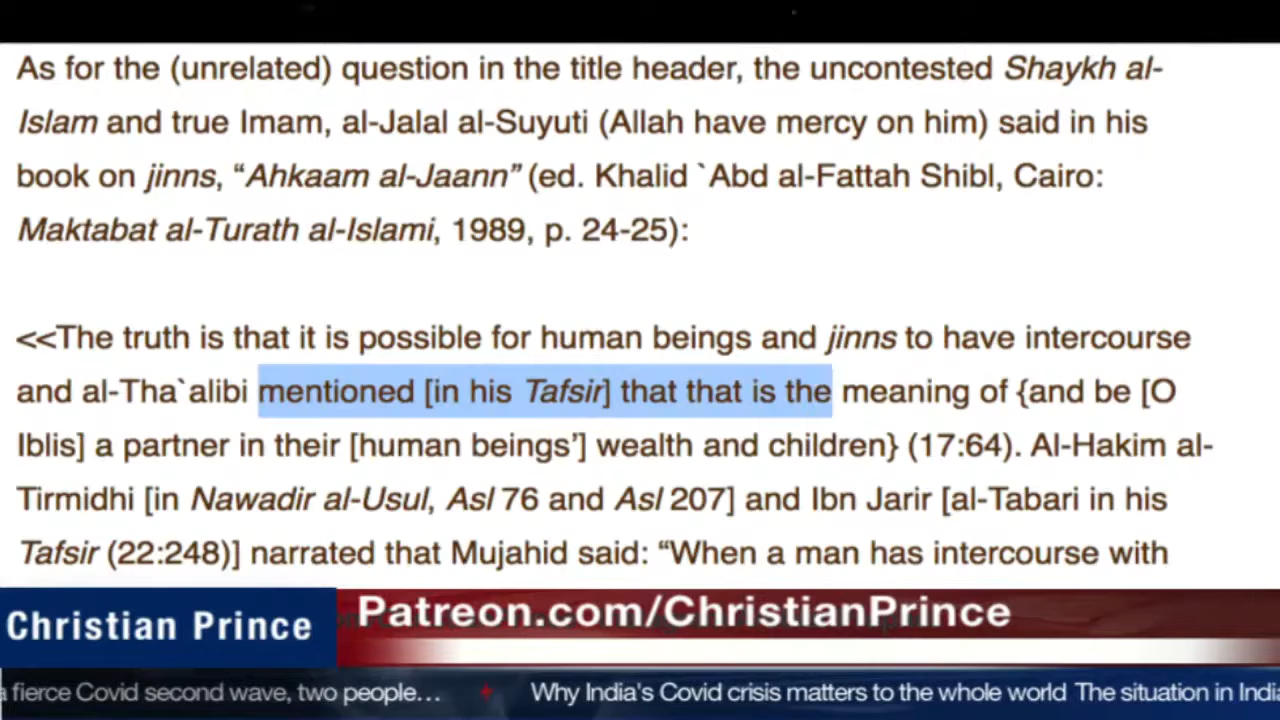 As for the (unrelated) question in the title header, the uncontested Shaykh al-
Islam and true Imam, al-Jalal al-Suyuti (Allah have mercy on him) said in his
book on jinns, “Ahkaam al-Jaann” (ed. Khalid `Abd al-Fattah Shibl, Cairo:
Maktabat al-Turath al-Islami, 1989, p. 24-25):
<<The truth is that it is possible for human beings and jinns to have intercourse
and al-Tha`alibi mentioned [in his Tafsir] that that is the meaning of {and be [O
Iblis] a partner in their [human beings’] wealth and children} (17:64). Al-Hakim al-
Tirmidhi [in Nawadir al-Usul, Asl 76 and Asl 207] and Ibn Jarir [al-Tabari in his
Tafsir (22:248)] narrated that Mujahid said: “When a man has intercourse with
Christian Prince
Patreon.com/ChristianPrince
a fierce Covid second wave, two people… Why India's Covid crisis matters to the whole world The situation in India